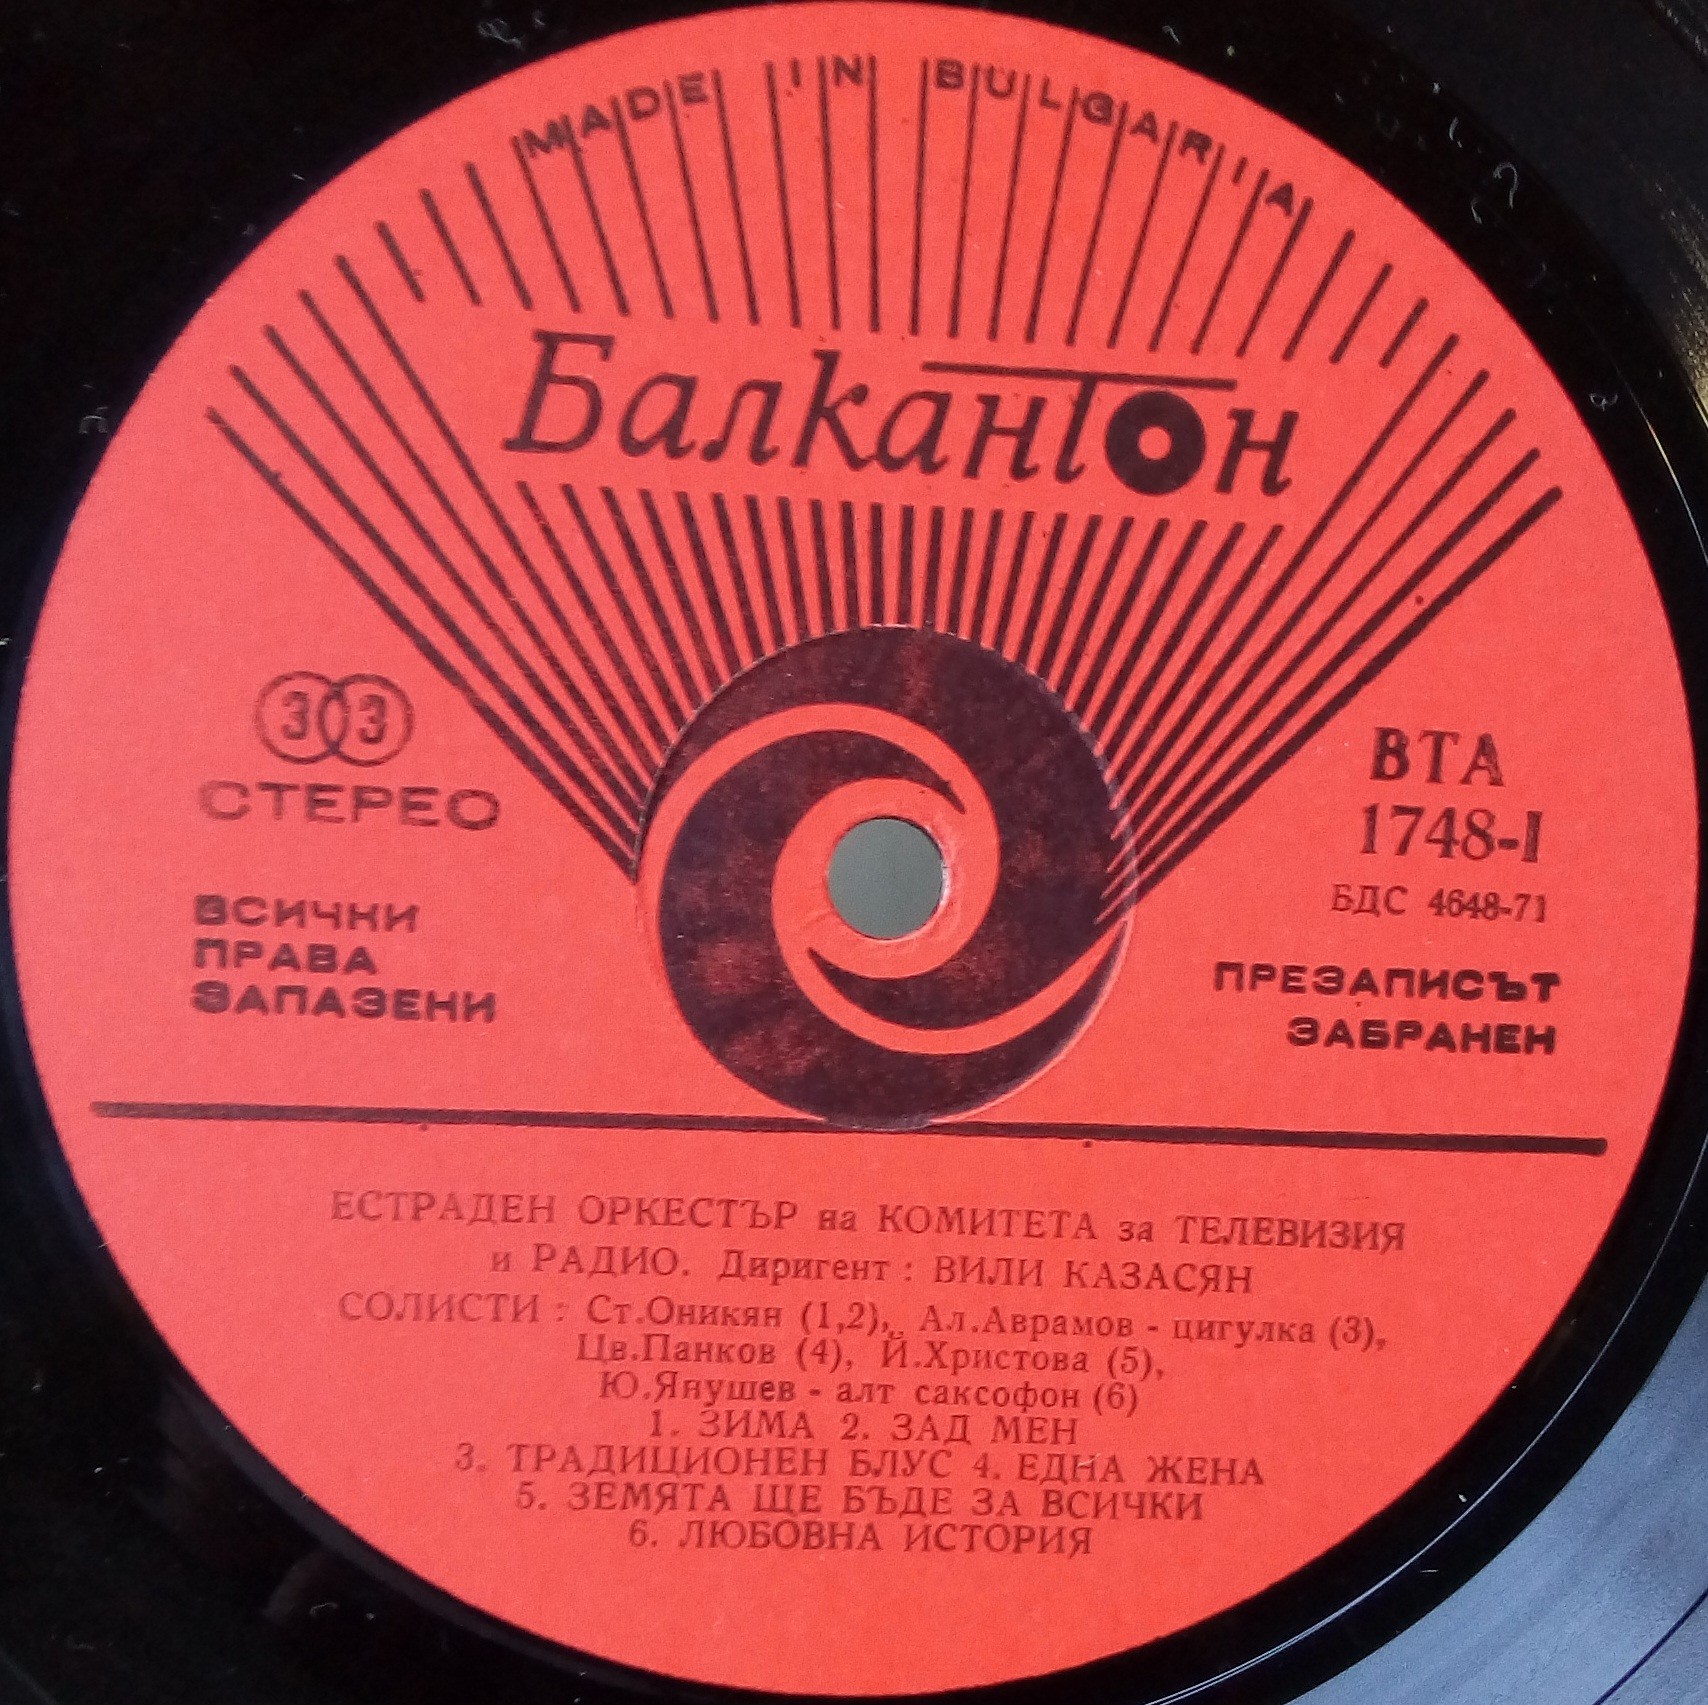 MADE IN BULGARIA
Балкантон
33
СТЕРЕО
ВСИЧКИ
ПРАВА
ЗАПАЗЕНИ
ВТА
1748-I
БДС 4648-71
ПРЕЗАПИСЪТ
ЗАБРАНЕН
ЕСТРАДЕН ОРКЕСТЪР на КОМИТЕТА за ТЕЛЕВИЗИЯ
и РАДИО. Диригент : ВИЛИ КАЗАСЯН
СОЛИСТИ : Ст.Оникян (1,2), Ал.Аврамов - цигулка (3),
Цв.Панков (4), Й.Христова (5),
Ю.Янушев - алт саксофон (6)
1. ЗИМА 2. ЗАД МЕН
3. ТРАДИЦИОНЕН БЛУС 4. ЕДНА ЖЕНА
5. ЗЕМЯТА ЩЕ БЪДЕ ЗА ВСИЧКИ
6. ЛЮБОВНА ИСТОРИЯ